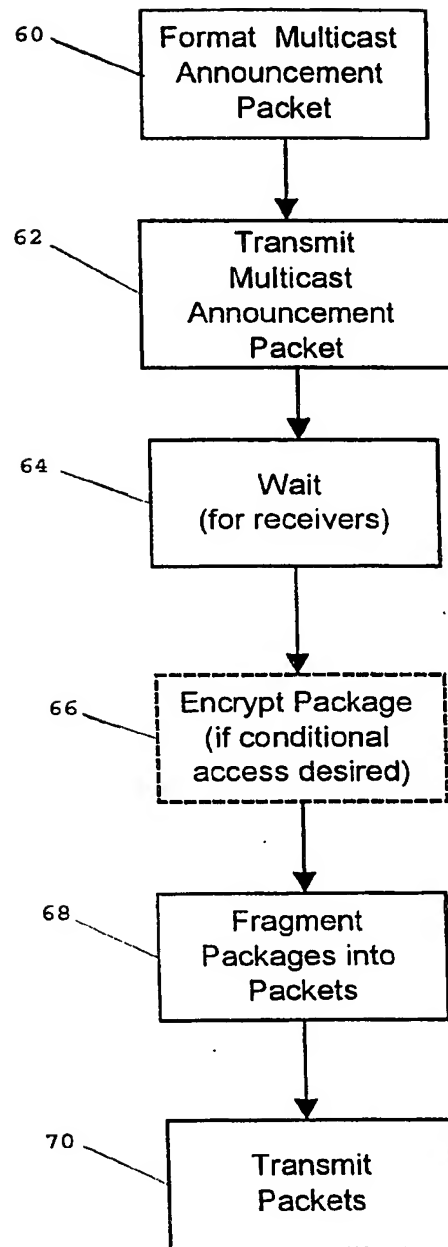 60
Format Multicast
Announcement
Packet
62
Transmit
Multicast
Announcement
Packet
64
Wait
(for receivers)
66
Encrypt Package
(if conditional
access desired)
68
Fragment
Packages into
Packets
70
Transmit
Packets